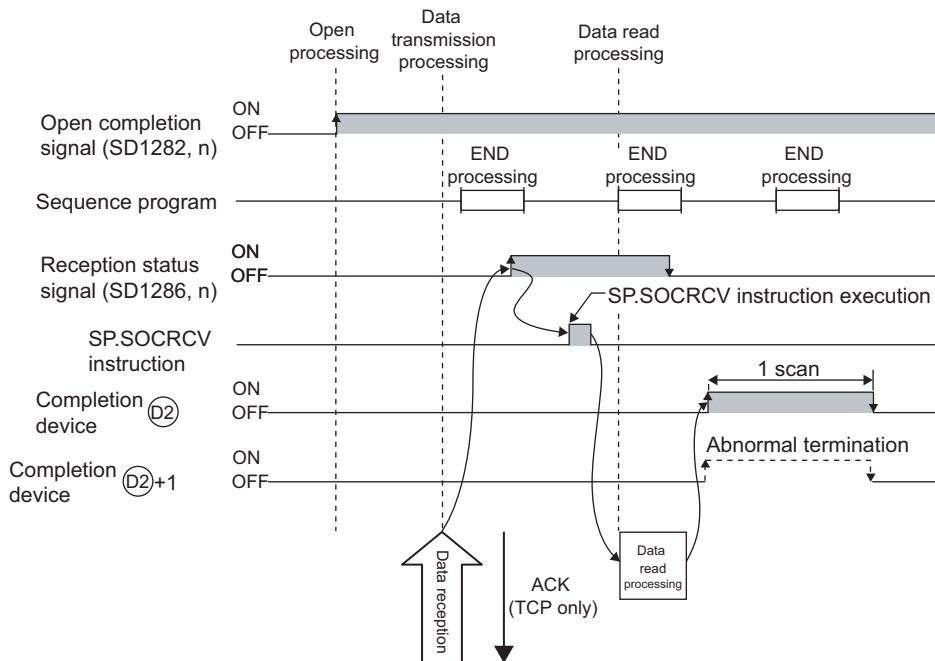 Open
processing
Data
transmission
processing
Data read
processing
Open completion
signal (SD1282, n)
ON
OFF
END
processing
END
processing
END
processing
Sequence program
Reception status
signal (SD1286, n)
ON
OFF
SP.SOCRCV instruction execution
SP.SOCRCV
instruction
1 scan
Completion
device D2
ON
OFF
Abnormal termination
Completion
device D2+1
ON
OFF
Data reception
ACK
(TCP only)
Data
read
processing